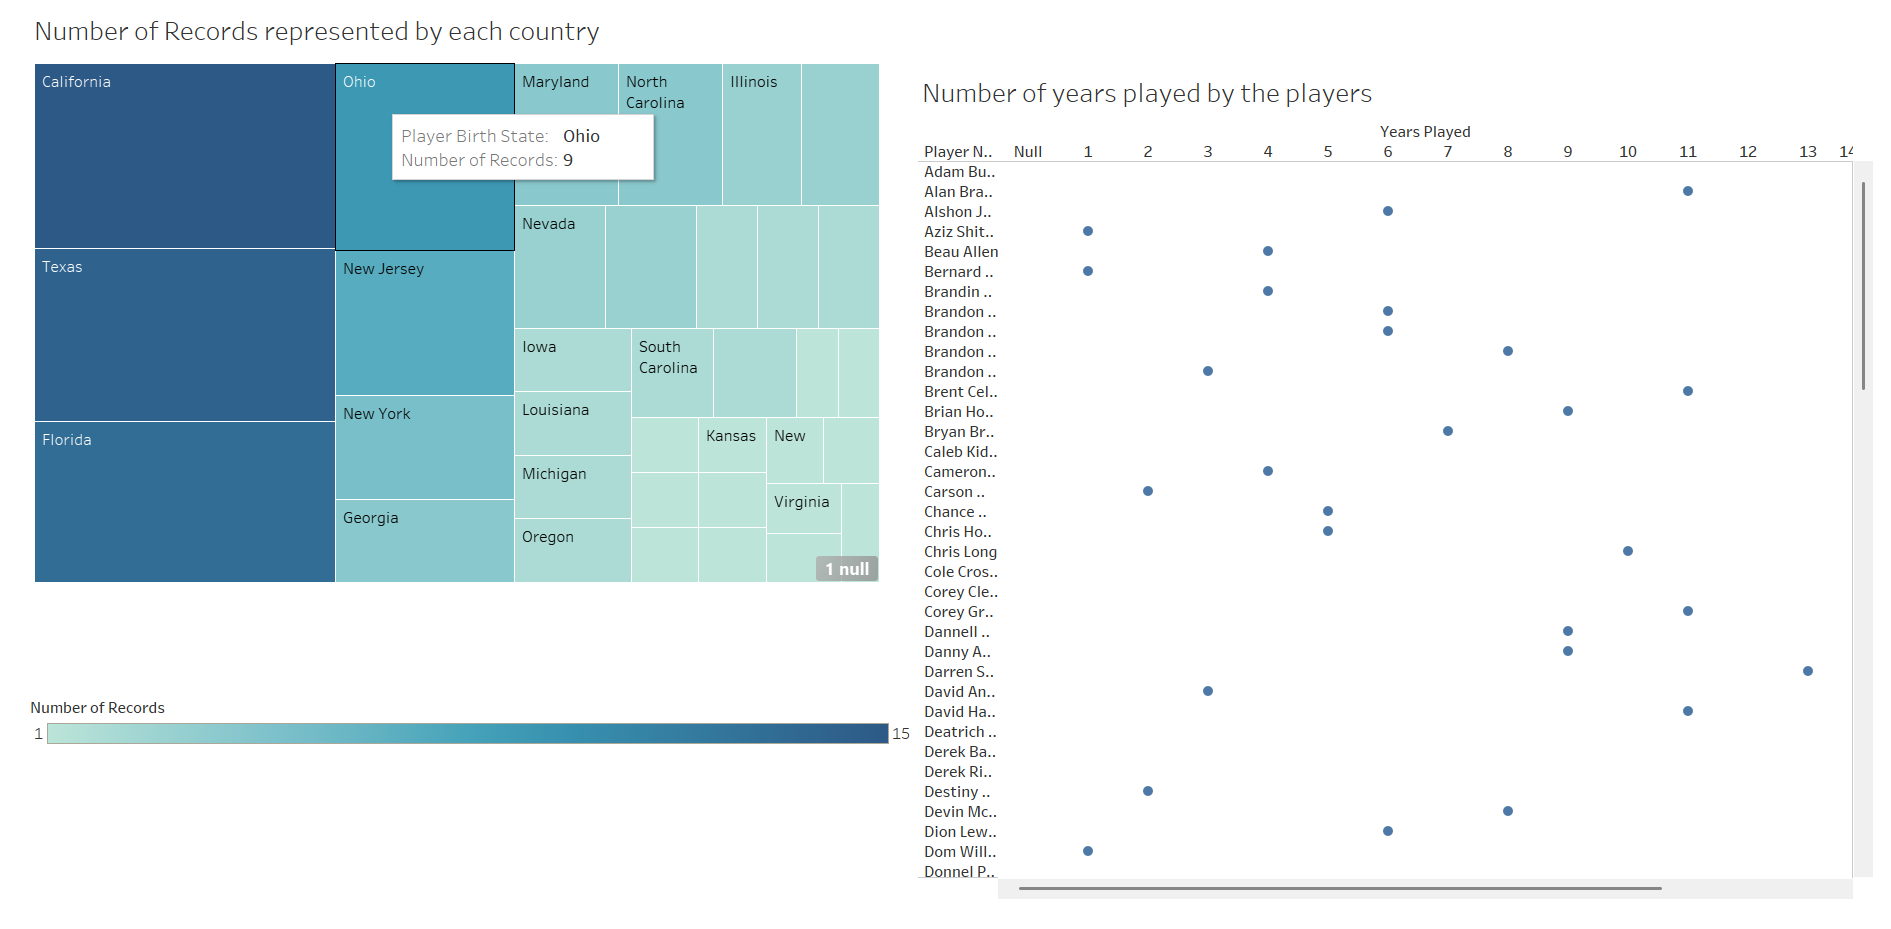 Number of Records represented by each country
California
Ohio
Maryland
North
Carolina
Illinois
Player Birth State: Ohio
Number of Records: 9
Nevada
Texas
New Jersey
Iowa
South
Carolina
Louisiana
New York
Florida
Kansas
New
Michigan
Virginia
Georgia
Oregon
1 null
Number of Records
1
15
Number of years played by the players
Years Played
Player N.. Null 1 2 3 4 5 6 7 8 9 10 11 12 13 14
Adam Bu..
Alan Bra..
Alshon J..
Aziz Shit..
Beau Allen
Bernard ..
Brandin ..
Brandon ..
Brandon ..
Brandon ..
Brandon ..
Brent Cel..
Brian Ho..
Bryan Br..
Caleb Kid..
Cameron..
Carson ..
Chance ..
Chris Ho..
Chris Long
Cole Cros..
Corey Cle..
Corey Gr..
Dannell ..
Danny A..
Darren S..
David An..
David Ha..
Deatrich ..
Derek Ba..
Derek Ri..
Destiny ..
Devin Mc..
Dion Lew..
Dom Will..
Donnel P..